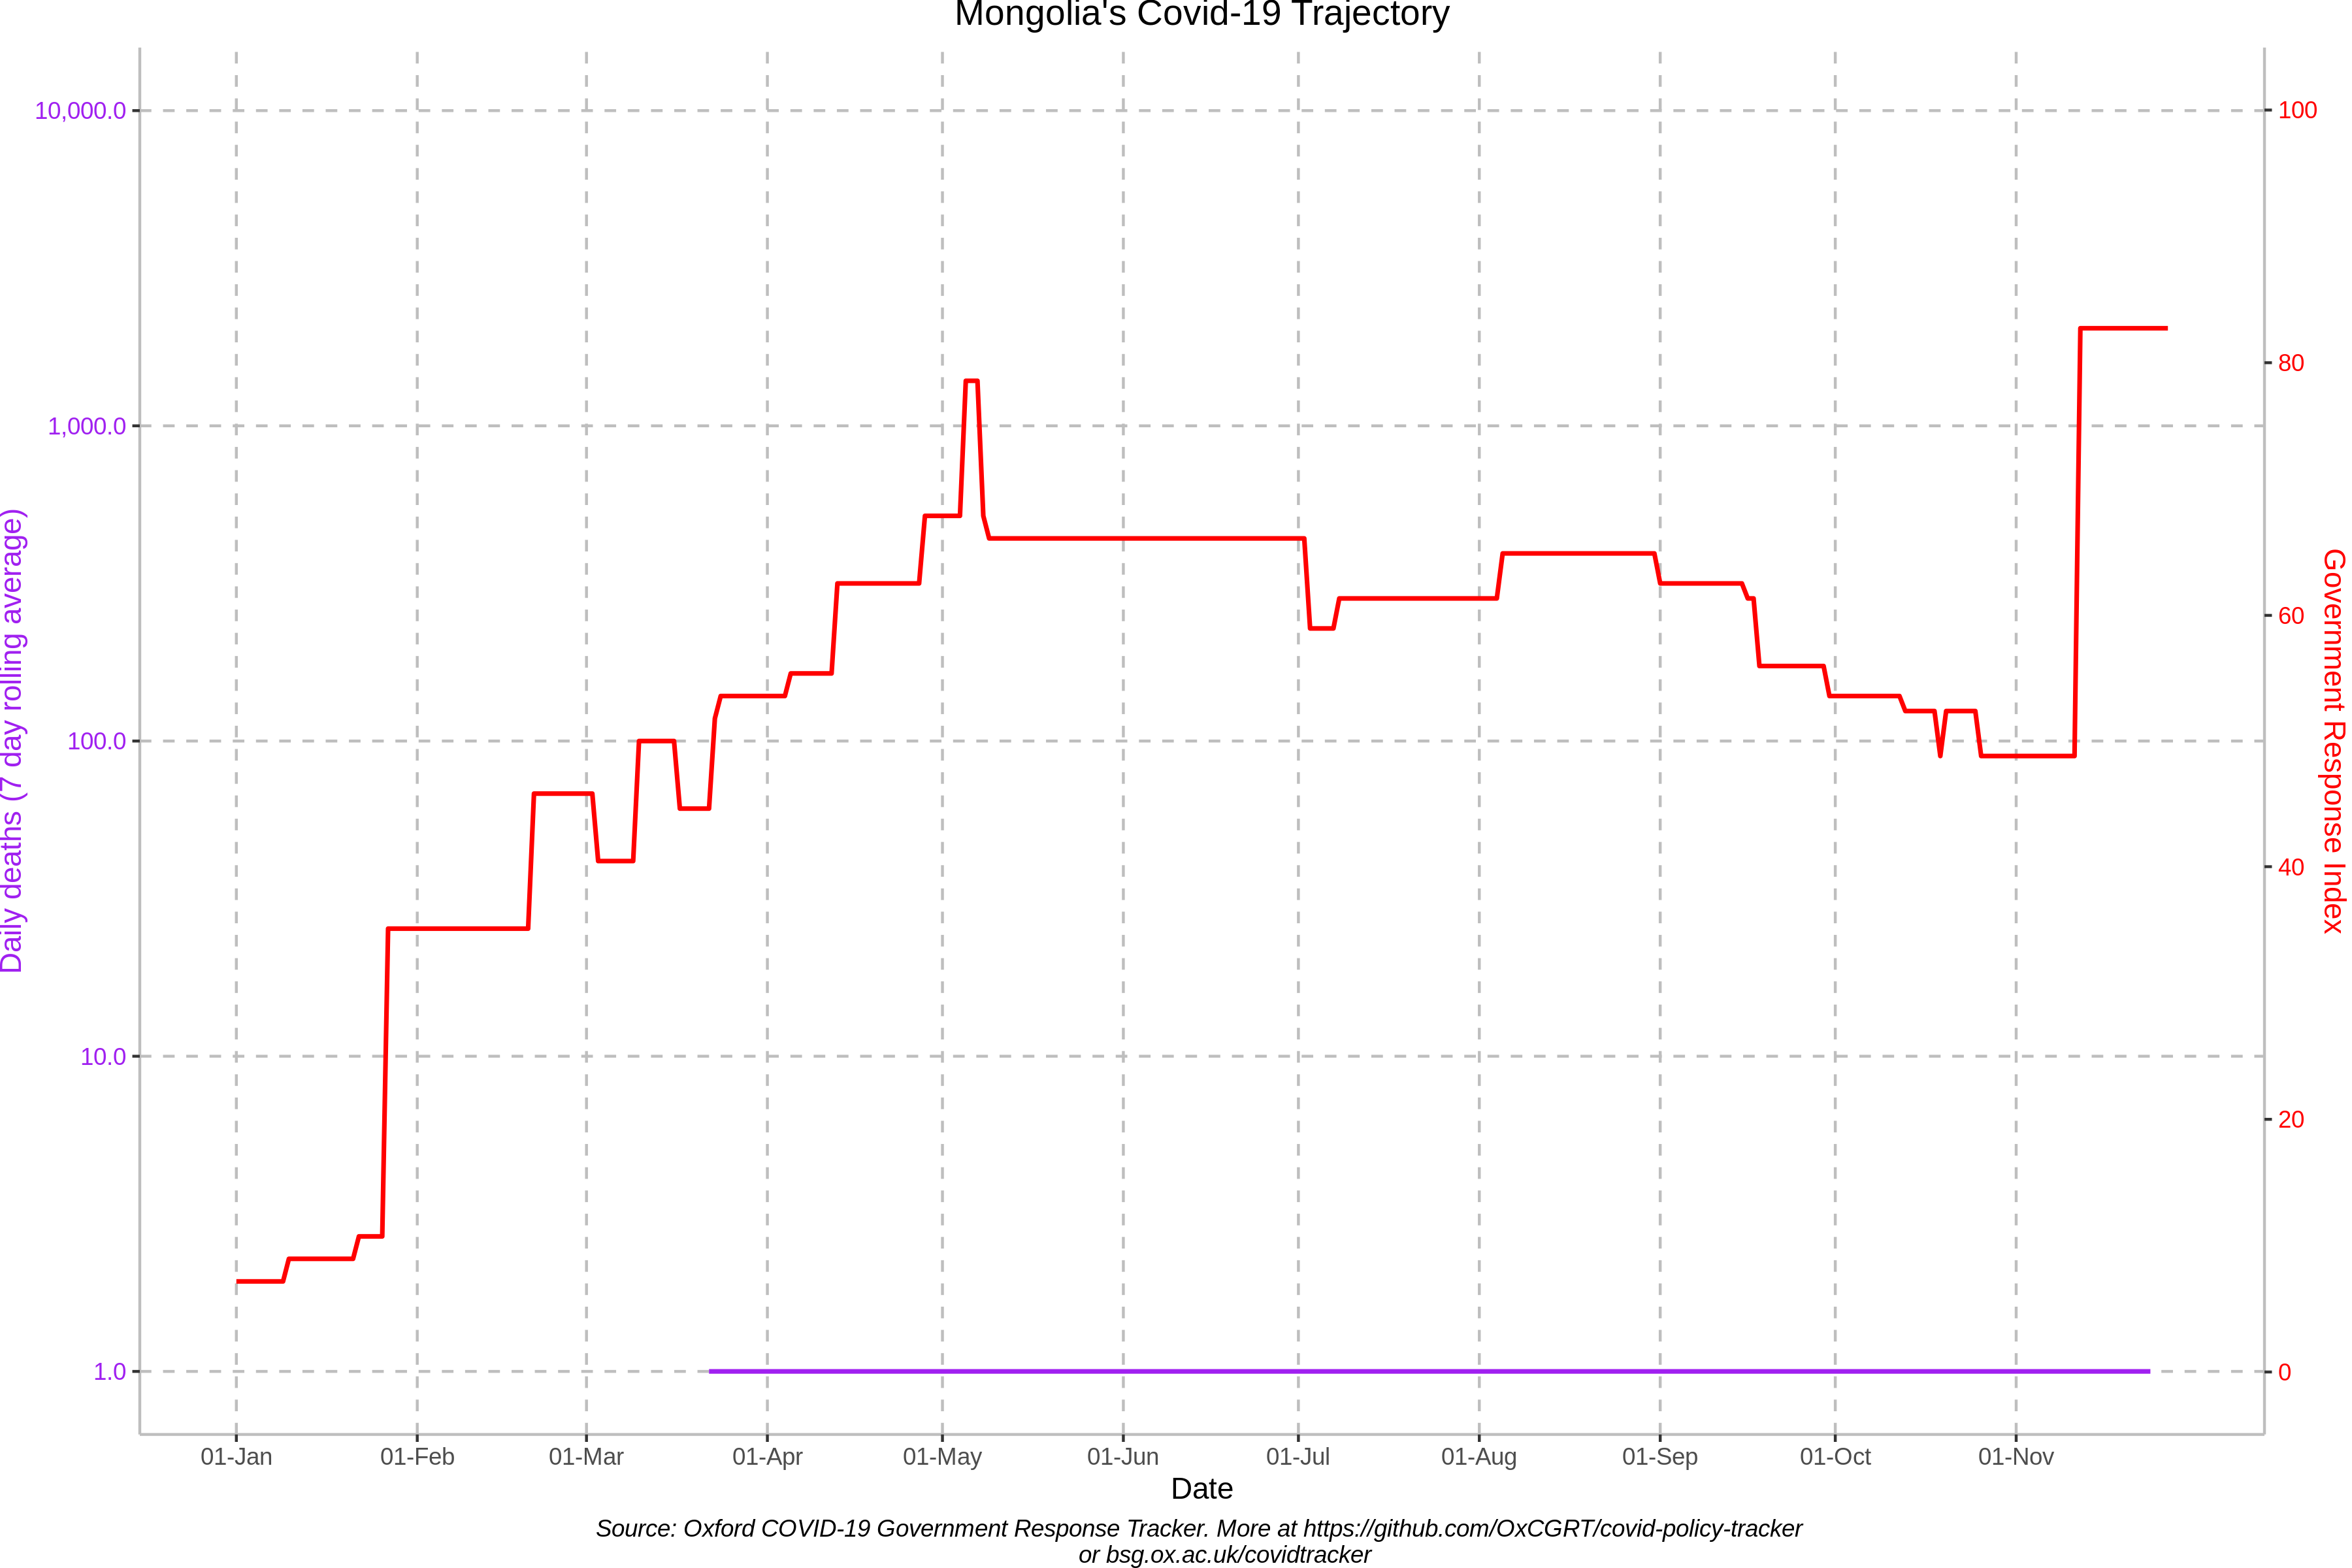 Mongolia's Covid-19 Trajectory
10,000.0
1,000.0
100.0
10.0
1.0
Daily deaths (7 day rolling average)
100
80
60
40
20
0
Government Response Index
01-Jan 01-Feb 01-Mar 01-Apr 01-May 01-Jun 01-Jul 01-Aug 01-Sep 01-Oct 01-Nov
Date
Source: Oxford COVID-19 Government Response Tracker. More at https://github.com/OxCGRT/covid-policy-tracker
or bsg.ox.ac.uk/covidtracker